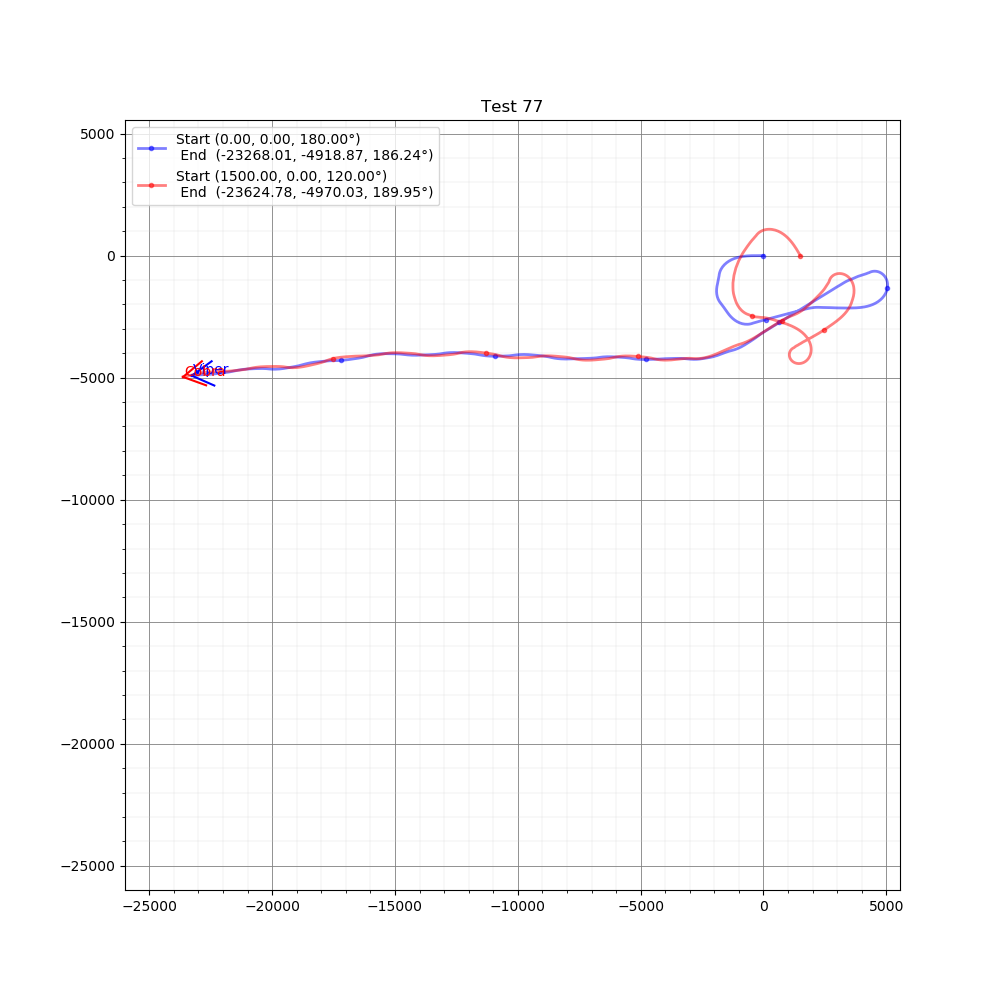 Test 77
Start (0.00, 0.00, 180.00°)
End (-23268.01, -4918.87, 186.24°)
Start (1500.00, 0.00, 120.00°)
End (-23624.78, -4970.03, 189.95°)
5000
0
−5000
−10000
−15000
−20000
−25000
Viper
−25000 −20000 −15000 −10000 −5000 0 5000